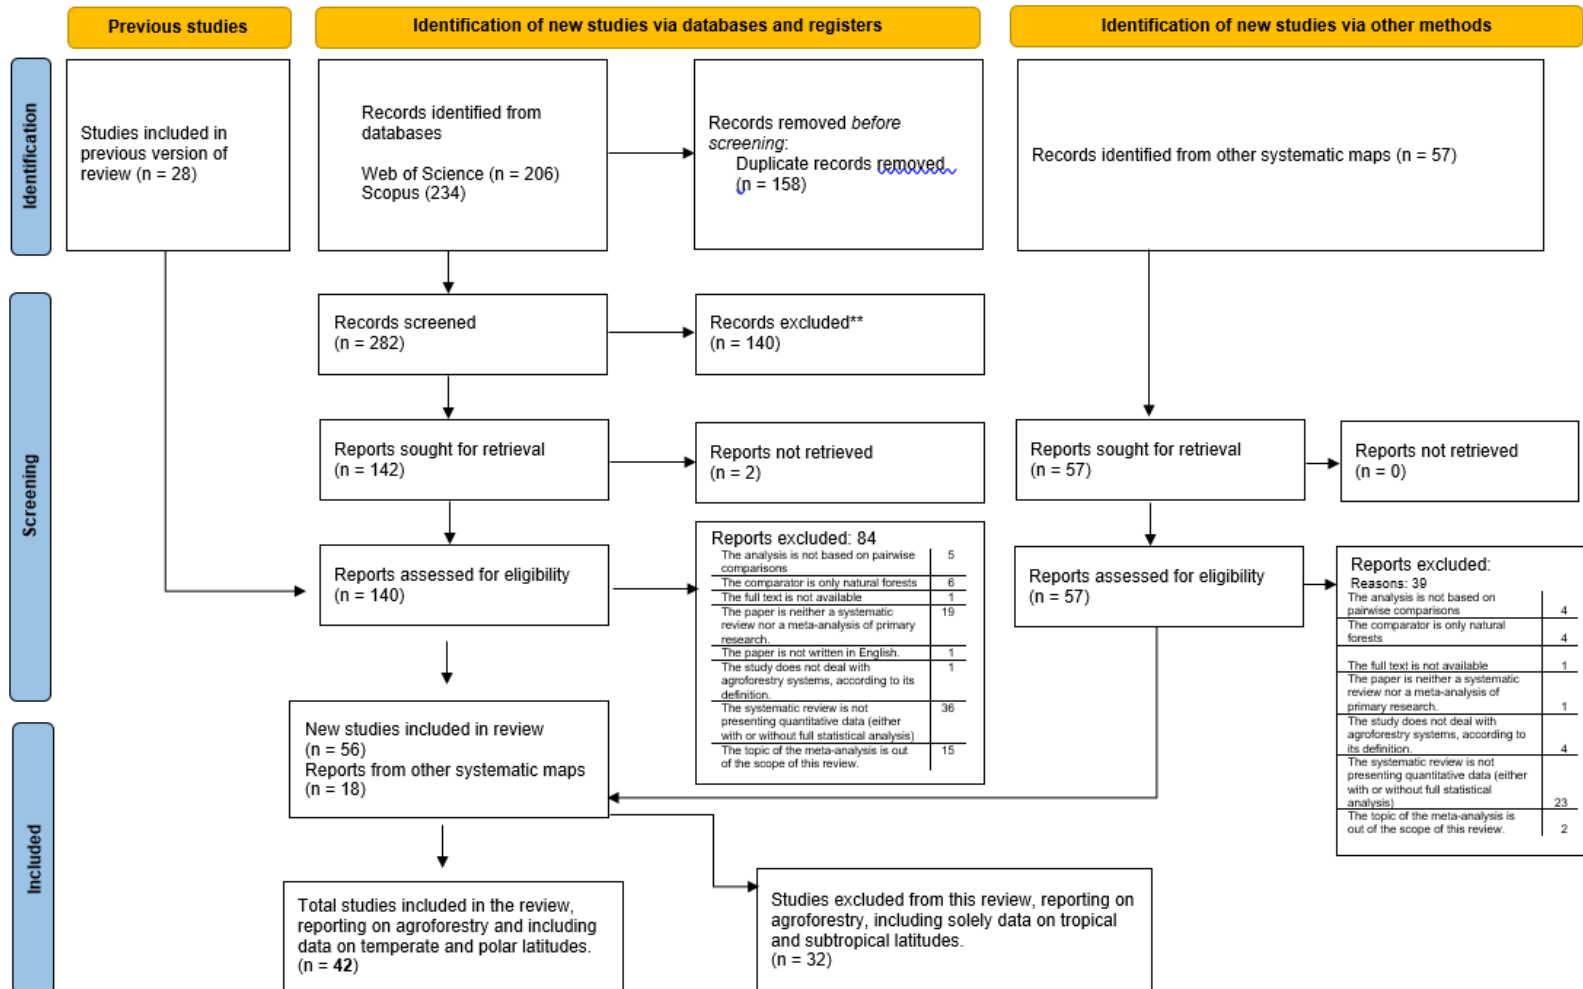 Previous studies
Identification of new studies via databases and registers
Identification of new studies via other methods
Identification
Studies included in
previous version of
review (n = 28)
Records identified from
databases
Web of Science (n = 206)
Scopus (234)
Records removed before
screening:
Duplicate records removed
(n = 158)
Records identified from other systematic maps (n = 57)
Screening
Records screened
(n = 282)
Records excluded**
(n = 140)
Reports sought for retrieval
(n = 142)
Reports not retrieved
(n = 2)
Reports sought for retrieval
(n = 57)
Reports not retrieved
(n = 0)
Reports assessed for eligibility
(n = 140)
Reports excluded: 84
The analysis is not based on pairwise 5
comparisons
The comparator is only natural forests 6
The full text is not available 1
The paper is neither a systematic 19
review nor a meta-analysis of primary
research.
The paper is not written in English. 1
The study does not deal with 1
agroforestry systems, according to its
definition.
The systematic review is not 36
presenting quantitative data (either
with or without full statistical analysis)
The topic of the meta-analysis is out 15
of the scope of this review.
Reports assessed for eligibility
(n = 57)
Reports excluded:
Reasons: 39
The analysis is not based on
pairwise comparisons 4
The comparator is only natural
forests 4
The full text is not available 1
The paper is neither a systematic
review nor a meta-analysis of
primary research. 1
The study does not deal with
agroforestry systems, according to
its definition. 4
The systematic review is not
presenting quantitative data (either
with or without full statistical
analysis) 23
The topic of the meta-analysis is
out of the scope of this review. 2
Included
New studies included in review
(n = 56)
Reports from other systematic maps
(n = 18)
Total studies included in the review,
reporting on agroforestry and including
data on temperate and polar latitudes.
(n = 42)
Studies excluded from this review, reporting on
agroforestry, including solely data on tropical
and subtropical latitudes.
(n = 32)